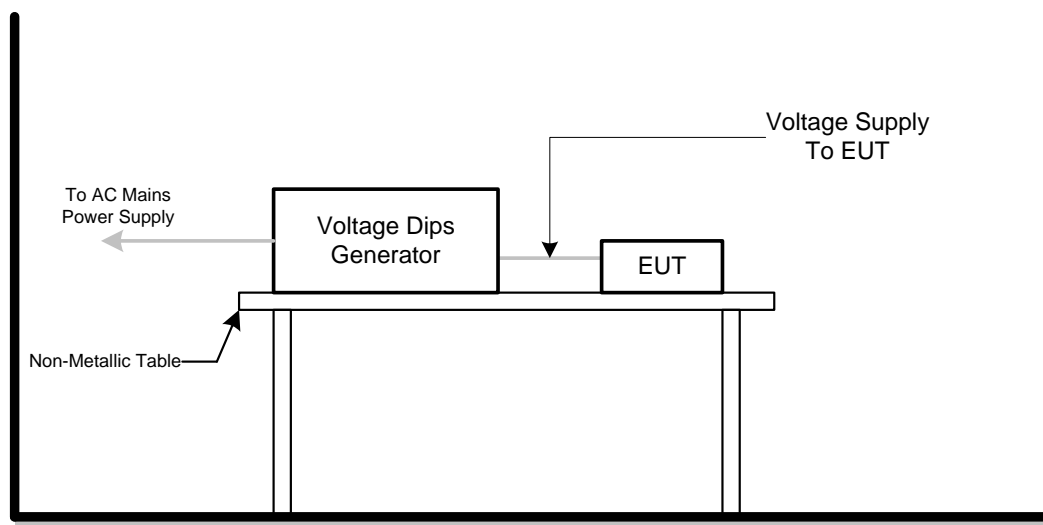 Voltage Supply
To EUT
To AC Mains
Power Supply
Voltage Dips
Generator
EUT
Non-Metallic Table